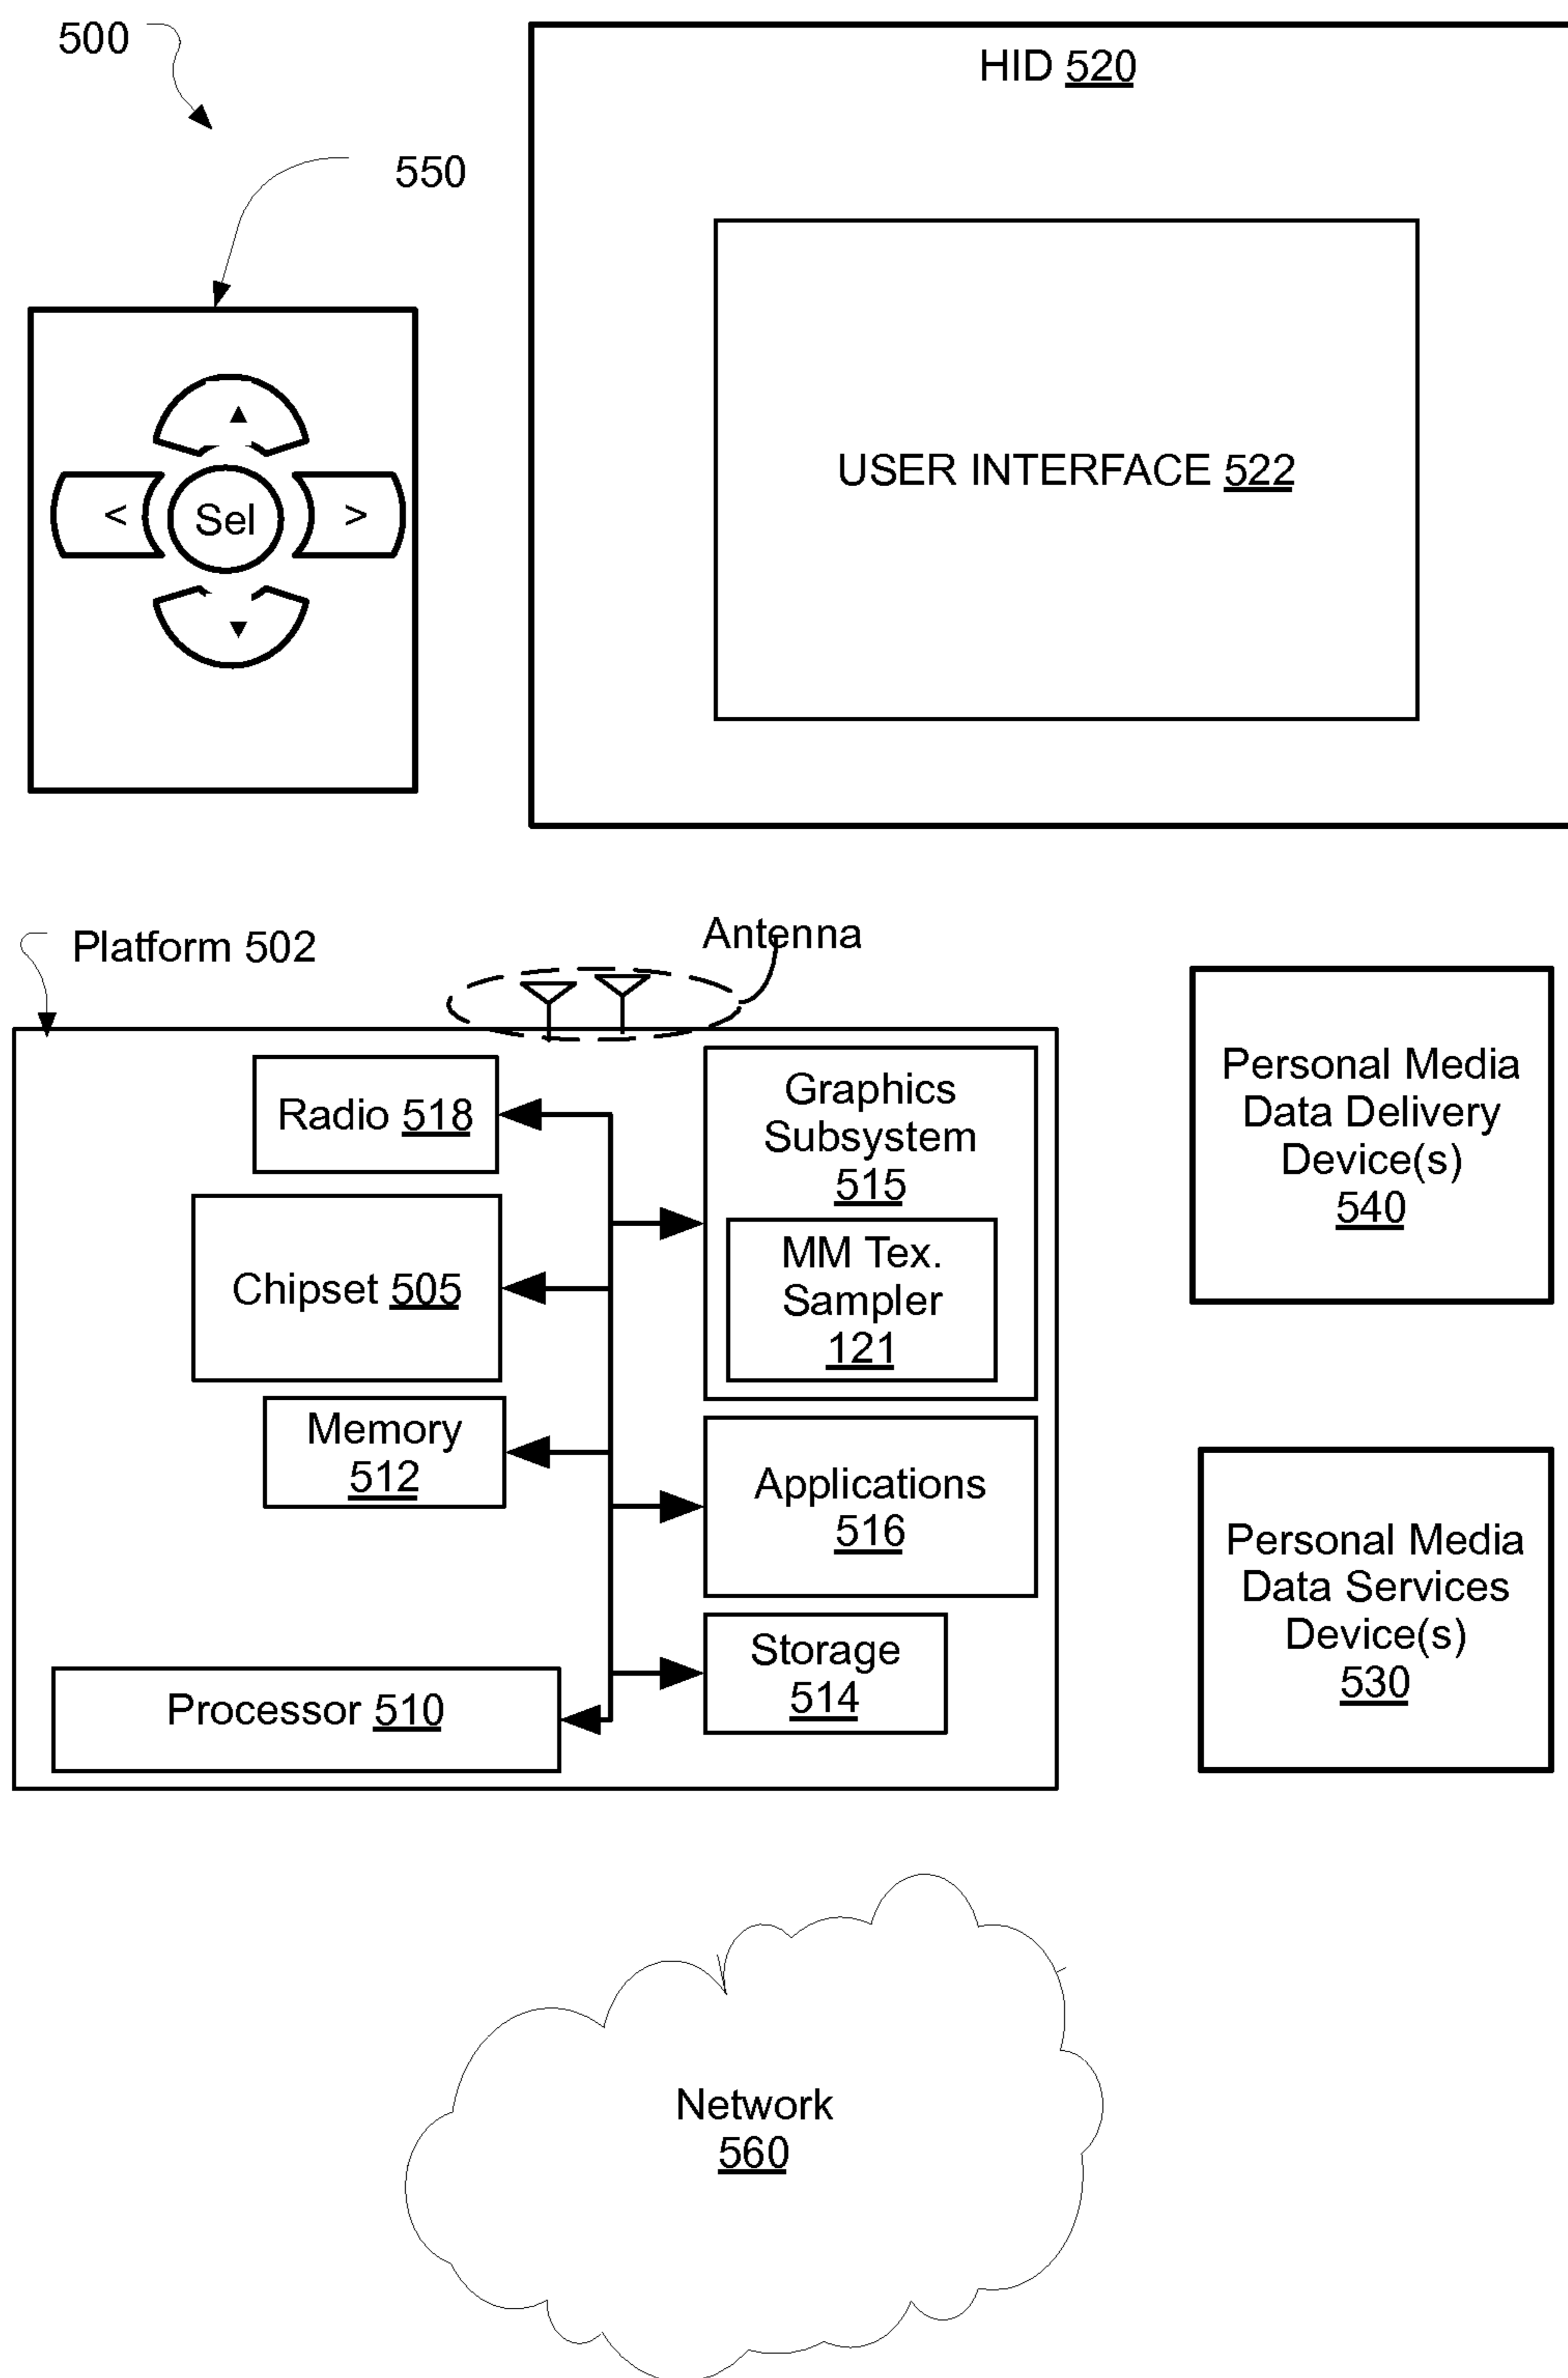 500
550
HID 520
USER INTERFACE 522
<
Sel
>
Platform 502
Antenna
Radio 518
Chipset 505
Memory
512
Processor 510
Graphics
Subsystem
515
MM Tex.
Sampler
121
Applications
516
Storage
514
Personal Media
Data Delivery
Device(s)
540
Personal Media
Data Services
Device(s)
530
Network
560